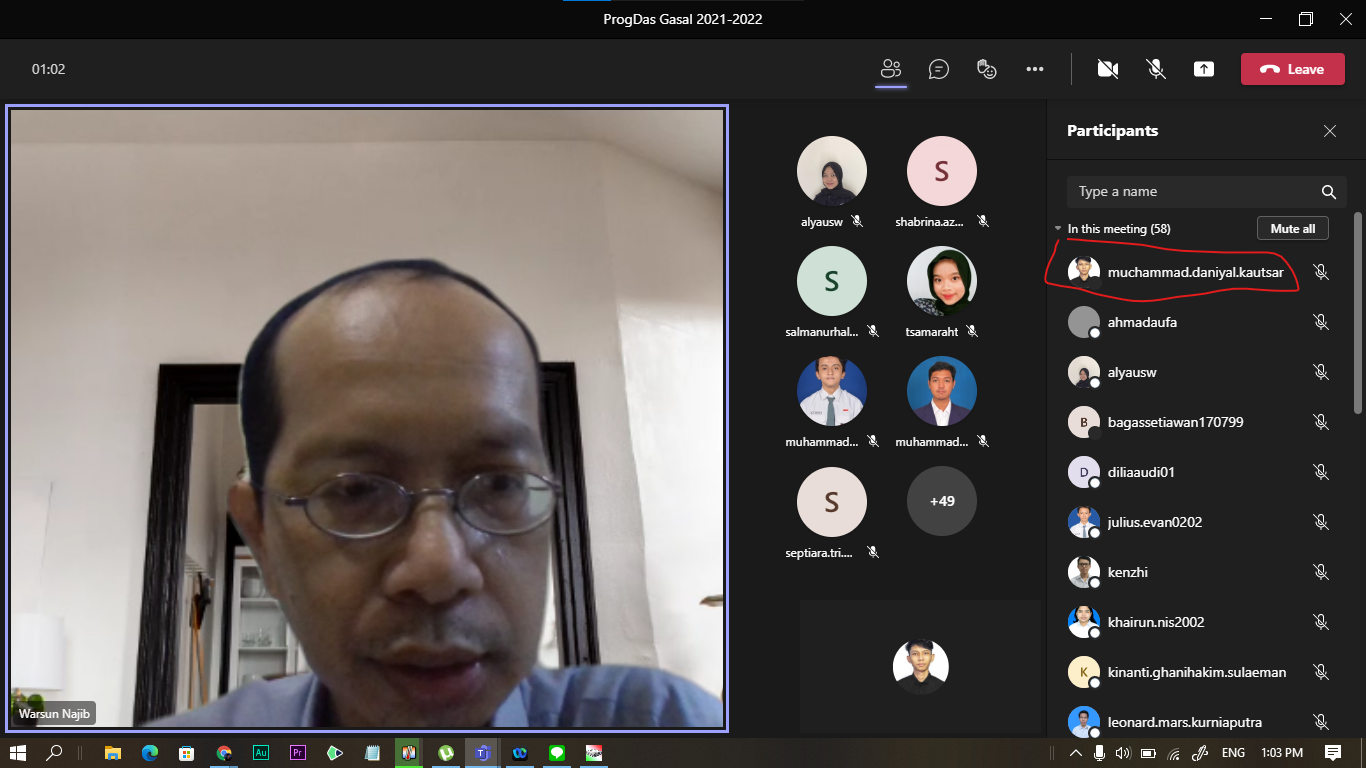 ProgDas Gasal 2021-2022
01:02
Leave
Warsun Najib
alyausw
S
shabrina.az...
S
salmanurhal...
tsamaraht
muhammad...
muhammad...
S
+49
septiara.tri....
Participants
Type a name
In this meeting (58)
Mute all
muchammad.daniyal.kautsar
ahmadaufa
alyausw
B
bagassetiawan170799
D
diliaaudi01
julius.evan0202
kenzhi
khairun.nis2002
K
kinanti.ghanihakim.sulaeman
leonard.mars.kurniaputra
Au
Pr
ENG
1:03 PM